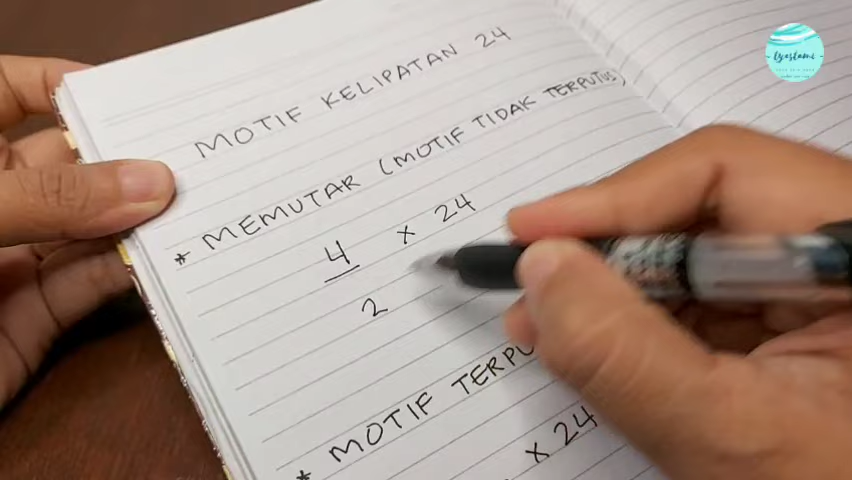 MOTIF KELIPATAN 24
* MEMUTAR (MOTIF TIDAK TERPUTUS)
4 x 24
2
* MOTIF TERPU
x 24